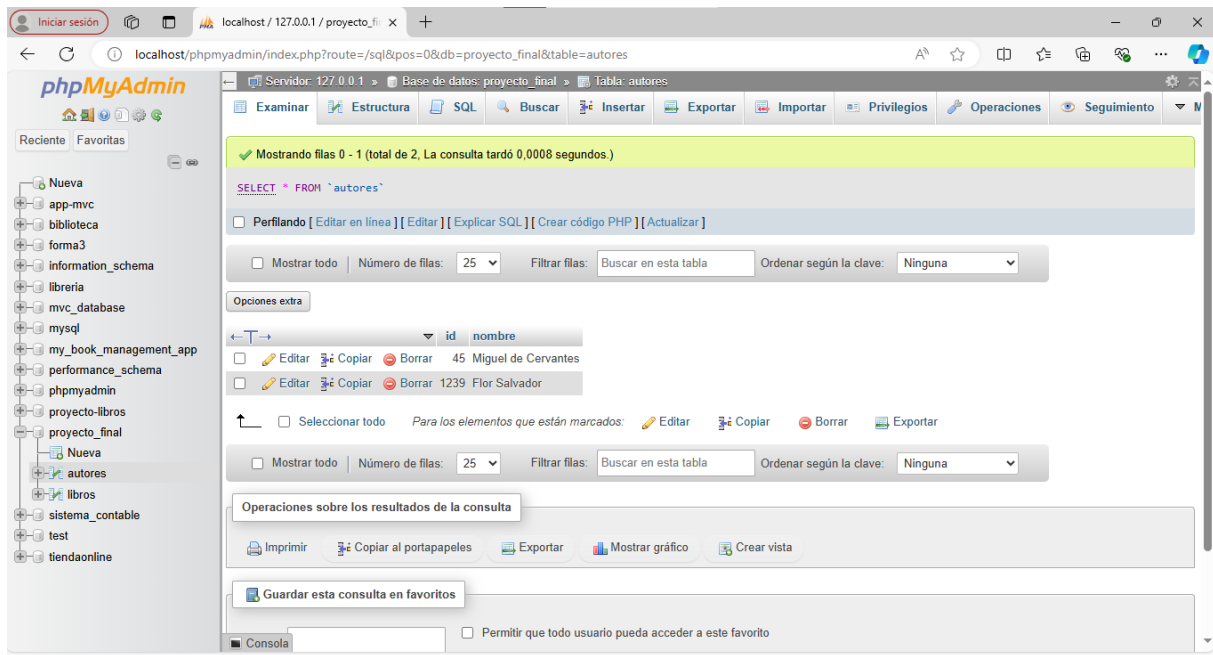 Iniciar sesión
localhost / 127.0.0.1 / proyecto_fi
localhost/phpmyadmin/index.php?route=/sql&pos=0&db=proyecto_final&table=autores
phpMyAdmin
Reciente Favoritas
Nueva
app-mvc
biblioteca
forma3
information_schema
libreria
mvc_database
mysql
my_book_management_app
performance_schema
phpmyadmin
proyecto-libros
proyecto_final
Nueva
autores
libros
sistema_contable
test
tiendaonline
Servidor: 127.0.0.1 » Base de datos: proyecto_final » Tabla: autores
Examinar Estructura SQL Buscar Insertar Exportar Importar Privilegios Operaciones Seguimiento
Mostrando filas 0 - 1 (total de 2, La consulta tardó 0,0008 segundos.)
SELECT * FROM `autores`
Perfilando [ Editar en línea ] [ Editar ] [ Explicar SQL ] [ Crear código PHP ] [ Actualizar ]
Mostrar todo | Número de filas: 25 Filtrar filas: Buscar en esta tabla Ordenar según la clave: Ninguna
Opciones extra
←T→ id nombre
Editar Copiar Borrar 45 Miguel de Cervantes
Editar Copiar Borrar 1239 Flor Salvador
Seleccionar todo Para los elementos que están marcados: Editar Copiar Borrar Exportar
Mostrar todo | Número de filas: 25 Filtrar filas: Buscar en esta tabla Ordenar según la clave: Ninguna
Operaciones sobre los resultados de la consulta
Imprimir Copiar al portapapeles Exportar Mostrar gráfico Crear vista
Guardar esta consulta en favoritos
Permitir que todo usuario pueda acceder a este favorito
Consola